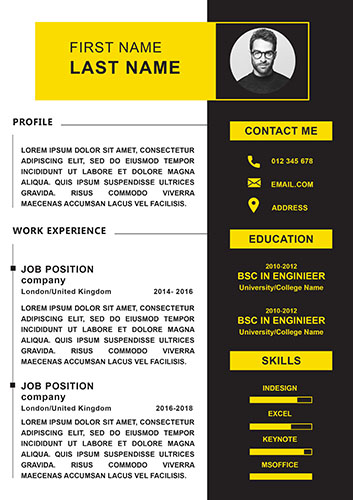 FIRST NAME
LAST NAME
PROFILE
LOREM IPSUM DOLOR SIT AMET, CONSECTETUR
ADIPISCING ELIT, SED DO EIUSMOD TEMPOR
INCIDIDUNT UT LABORE ET DOLORE MAGNA
ALIQUA. QUIS IPSUM SUSPENDISSE ULTRICES
GRAVIDA. RISUS COMMODO VIVERRA
MAECENAS ACCUMSAN LACUS VEL FACILISIS.
WORK EXPERIENCE
JOB POSITION
company
London/United Kingdom 2014- 2016
LOREM IPSUM DOLOR SIT AMET, CONSECTETUR
ADIPISCING ELIT, SED DO EIUSMOD TEMPOR
INCIDIDUNT UT LABORE ET DOLORE MAGNA
ALIQUA. QUIS IPSUM SUSPENDISSE ULTRICES
GRAVIDA. RISUS COMMODO VIVERRA
MAECENAS ACCUMSAN LACUS VEL FACILISIS.
JOB POSITION
company
London/United Kingdom 2016-2018
LOREM IPSUM DOLOR SIT AMET, CONSECTETUR
ADIPISCING ELIT, SED DO EIUSMOD TEMPOR
INCIDIDUNT UT LABORE ET DOLORE MAGNA
ALIQUA. QUIS IPSUM SUSPENDISSE ULTRICES
GRAVIDA. RISUS COMMODO VIVERRA
MAECENAS ACCUMSAN LACUS VEL FACILISIS.
CONTACT ME
012 345 678
EMAIL.COM
ADDRESS
EDUCATION
2010-2012
BSC IN ENGINIEER
University/College Name
2010-2012
BSC IN ENGINIEER
University/College Name
SKILLS
INDESIGN
EXCEL
KEYNOTE
MSOFFICE